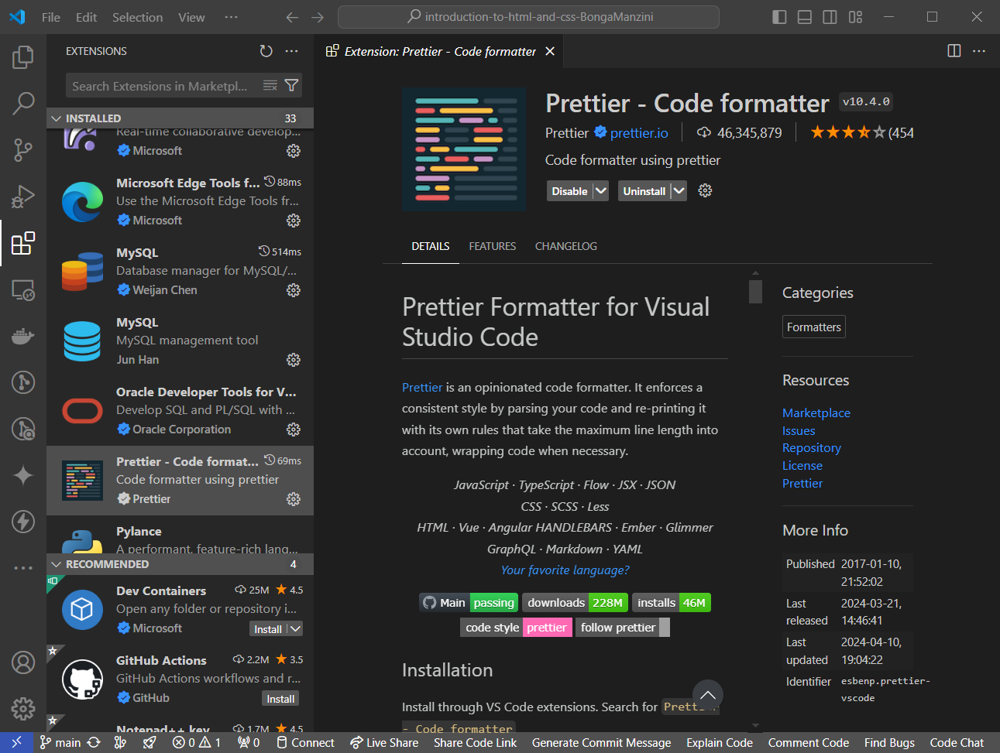 File Edit Selection View ···
introduction-to-html-and-css-BongaManzini
EXTENSIONS
Search Extensions in Marketpl...
INSTALLED 33
Real-time collaborative develop...
Microsoft
Microsoft Edge Tools f... 88ms
Use the Microsoft Edge Tools fr...
Microsoft
MySQL 514ms
Database manager for MySQL/...
Weijan Chen
MySQL
MySQL management tool
Jun Han
Oracle Developer Tools for V...
Develop SQL and PL/SQL with ...
Oracle Corporation
Prettier - Code format... 69ms
Code formatter using prettier
Prettier
Pylance
A performant, feature-rich lang...
RECOMMENDED 4
Dev Containers 25M 4.5
Open any folder or repository i...
Microsoft Install
GitHub Actions 2.2M 3.5
GitHub Actions workflows and r...
GitHub Install
Notepad++ key 1.7M 4.5
Extension: Prettier - Code formatter
Prettier - Code formatter v10.4.0
Prettier prettier.io 46,345,879 (454
Code formatter using prettier
Disable Uninstall
DETAILS FEATURES CHANGELOG
Prettier Formatter for Visual
Studio Code
Prettier is an opinionated code formatter. It enforces a
consistent style by parsing your code and re-printing it
with its own rules that take the maximum line length into
account, wrapping code when necessary.
JavaScript · TypeScript · Flow · JSX · JSON
CSS · SCSS · Less
HTML · Vue · Angular HANDLEBARS · Ember · Glimmer
GraphQL · Markdown · YAML
Your favorite language?
Main passing downloads 228M installs 46M
code style prettier follow prettier
Installation
Install through VS Code extensions. Search for
- Code formatter
Categories
Formatters
Resources
Marketplace
Issues
Repository
License
Prettier
More Info
Published 2017-01-10,
21:52:02
Last 2024-03-21,
released 14:46:41
Last 2024-04-10,
updated 19:04:22
Identifier esbenp.prettier-
vscode
main 0 1 0 Connect Live Share Share Code Link Generate Commit Message Explain Code Comment Code Find Bugs Code Chat